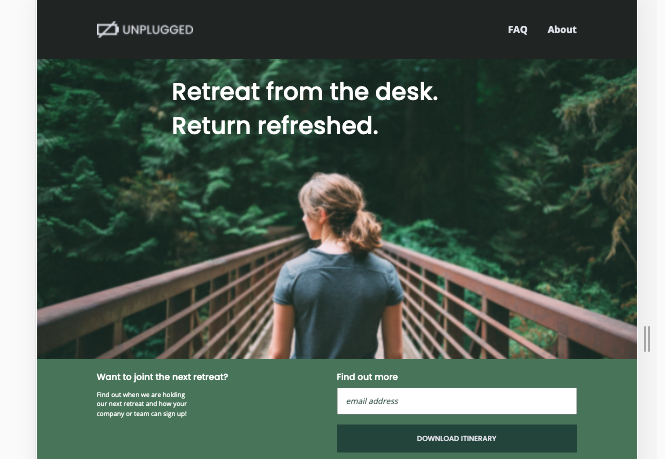 UNPLUGGED
FAQ
About
Retreat from the desk.
Return refreshed.
Want to joint the next retreat?
Find out when we are holding
our next retreat and how your
company or team can sign up!
Find out more
email address
DOWNLOAD ITINERARY